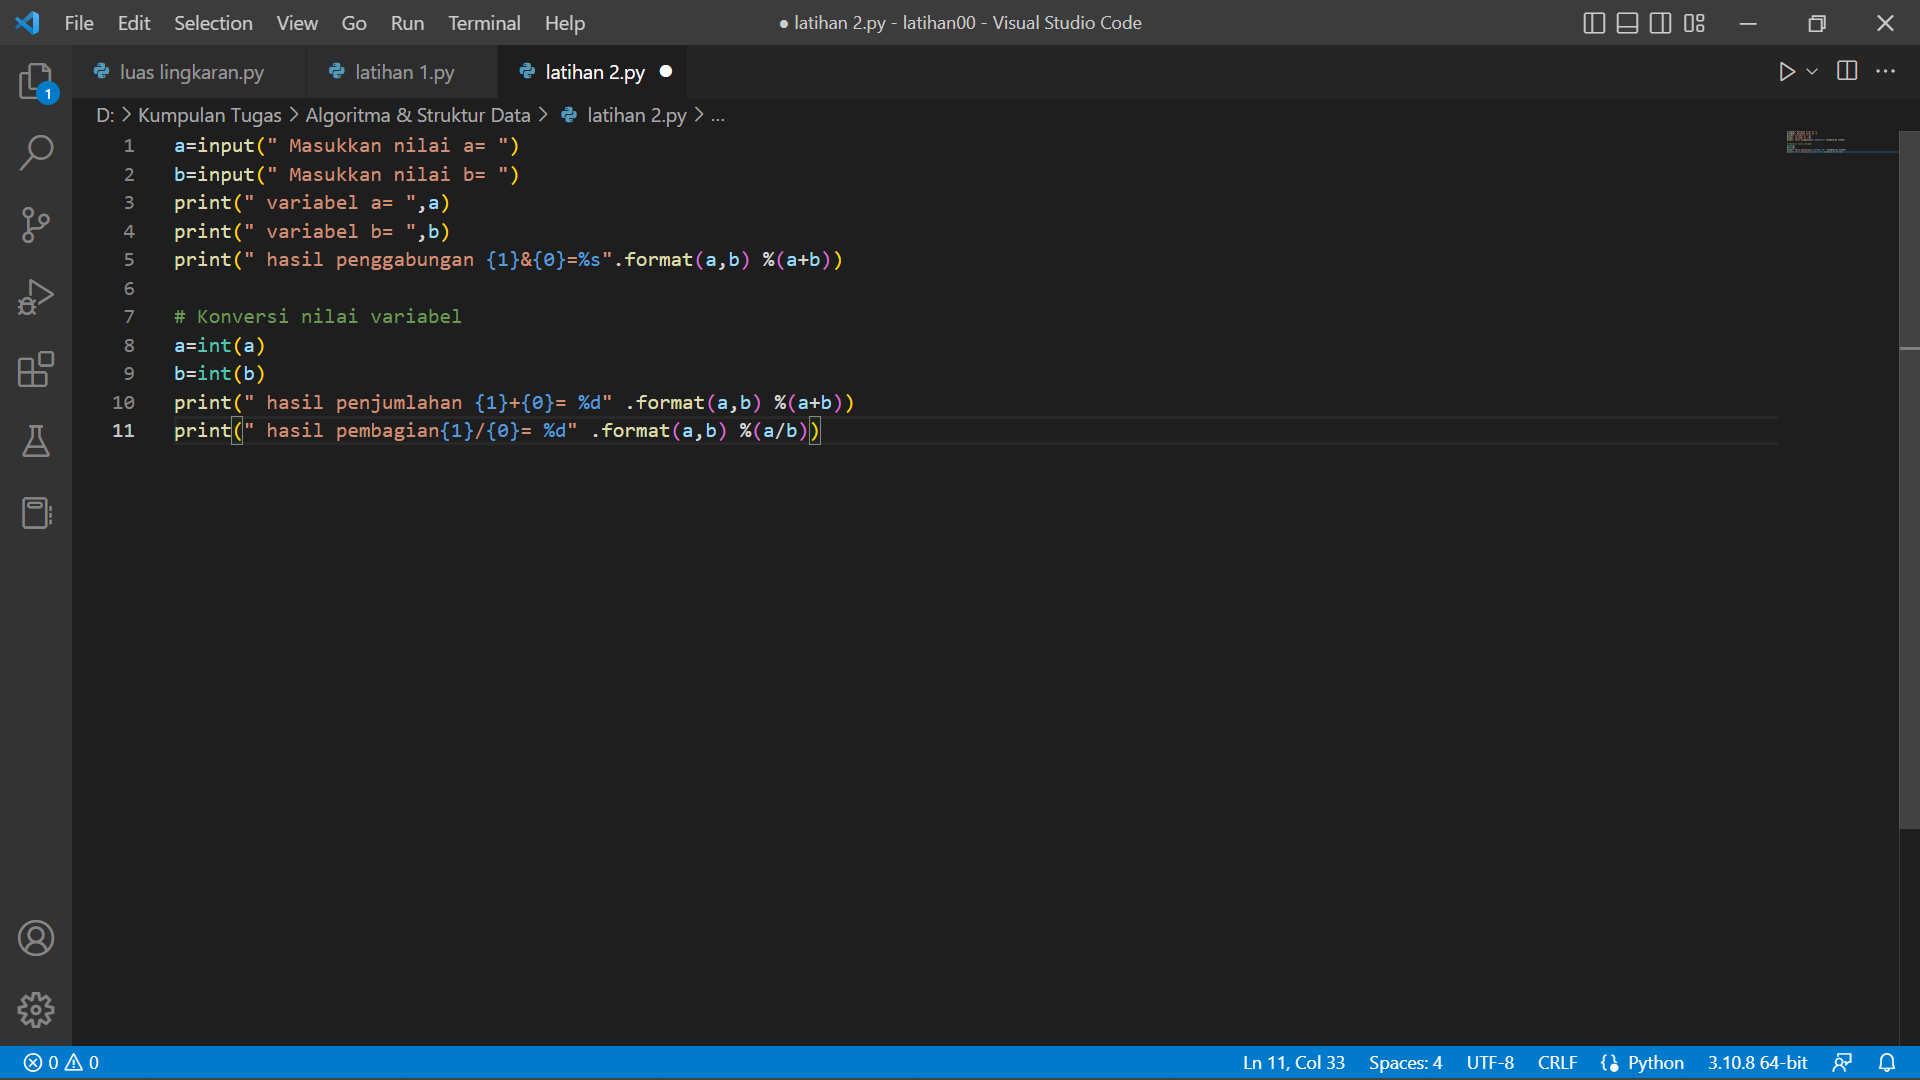 File Edit Selection View Go Run Terminal Help
● latihan 2.py - latihan00 - Visual Studio Code
luas lingkaran.py latihan 1.py latihan 2.py ●
1
D: > Kumpulan Tugas > Algoritma & Struktur Data > latihan 2.py > ...
1 a=input(" Masukkan nilai a= ")
2 b=input(" Masukkan nilai b= ")
3 print(" variabel a= ",a)
4 print(" variabel b= ",b)
5 print(" hasil penggabungan {1}&{0}=%s".format(a,b) %(a+b))
6
7 # Konversi nilai variabel
8 a=int(a)
9 b=int(b)
10 print(" hasil penjumlahan {1}+{0}= %d" .format(a,b) %(a+b))
11 print(" hasil pembagian{1}/{0}= %d" .format(a,b) %(a/b))
0 0 Ln 11, Col 33 Spaces: 4 UTF-8 CRLF Python 3.10.8 64-bit